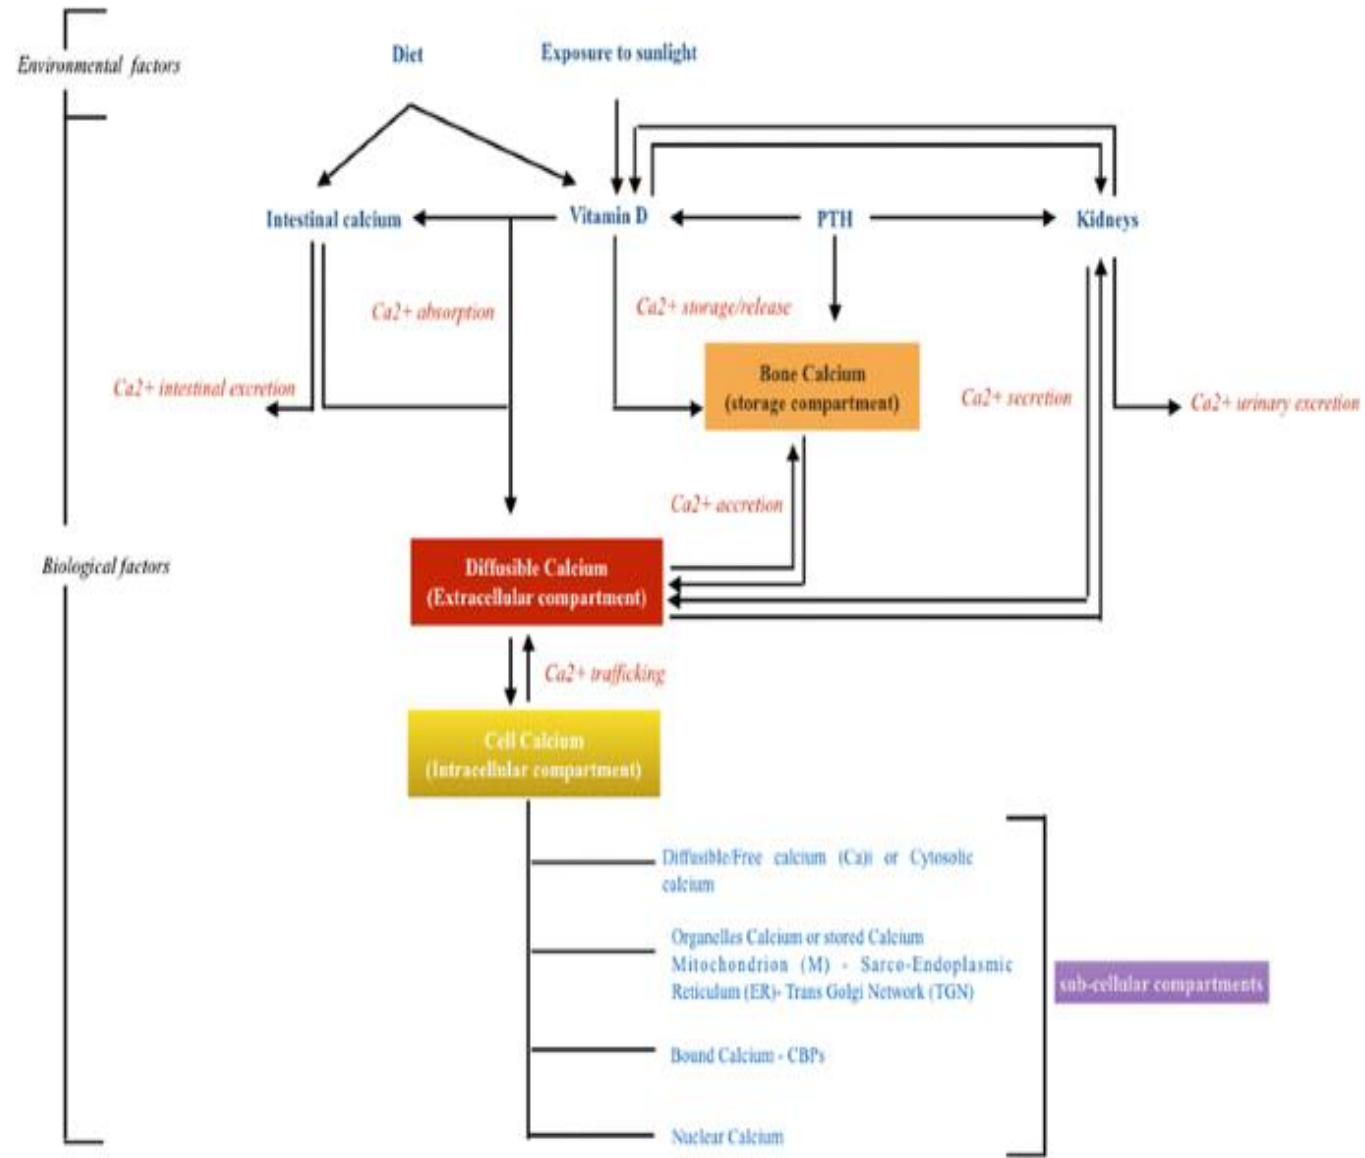 Diet
Exposure to sunlight
Environmental factors
Intestinal calcium
Vitamin D
PTH
Kidneys
Ca2+ absorption
Ca2+ storage/release
Ca2+ intestinal excretion
Bone Calcium
(storage compartment)
Ca2+ secretion
Ca2+ urinary excretion
Ca2+ accretion
Biological factors
Diffusible Calcium
(Extracellular compartment)
Ca2+ trafficking
Cell Calcium
(Intracellular compartment)
Diffusible/Free calcium (Ca)i or Cytosolic
calcium
Organelles Calcium or stored Calcium
Mitochondrion (M) - Sarco-Endoplasmic
Reticulum (ER)- Trans Golgi Network (TGN)
sub-cellular compartments
Bound Calcium - CBPs
Nuclear Calcium